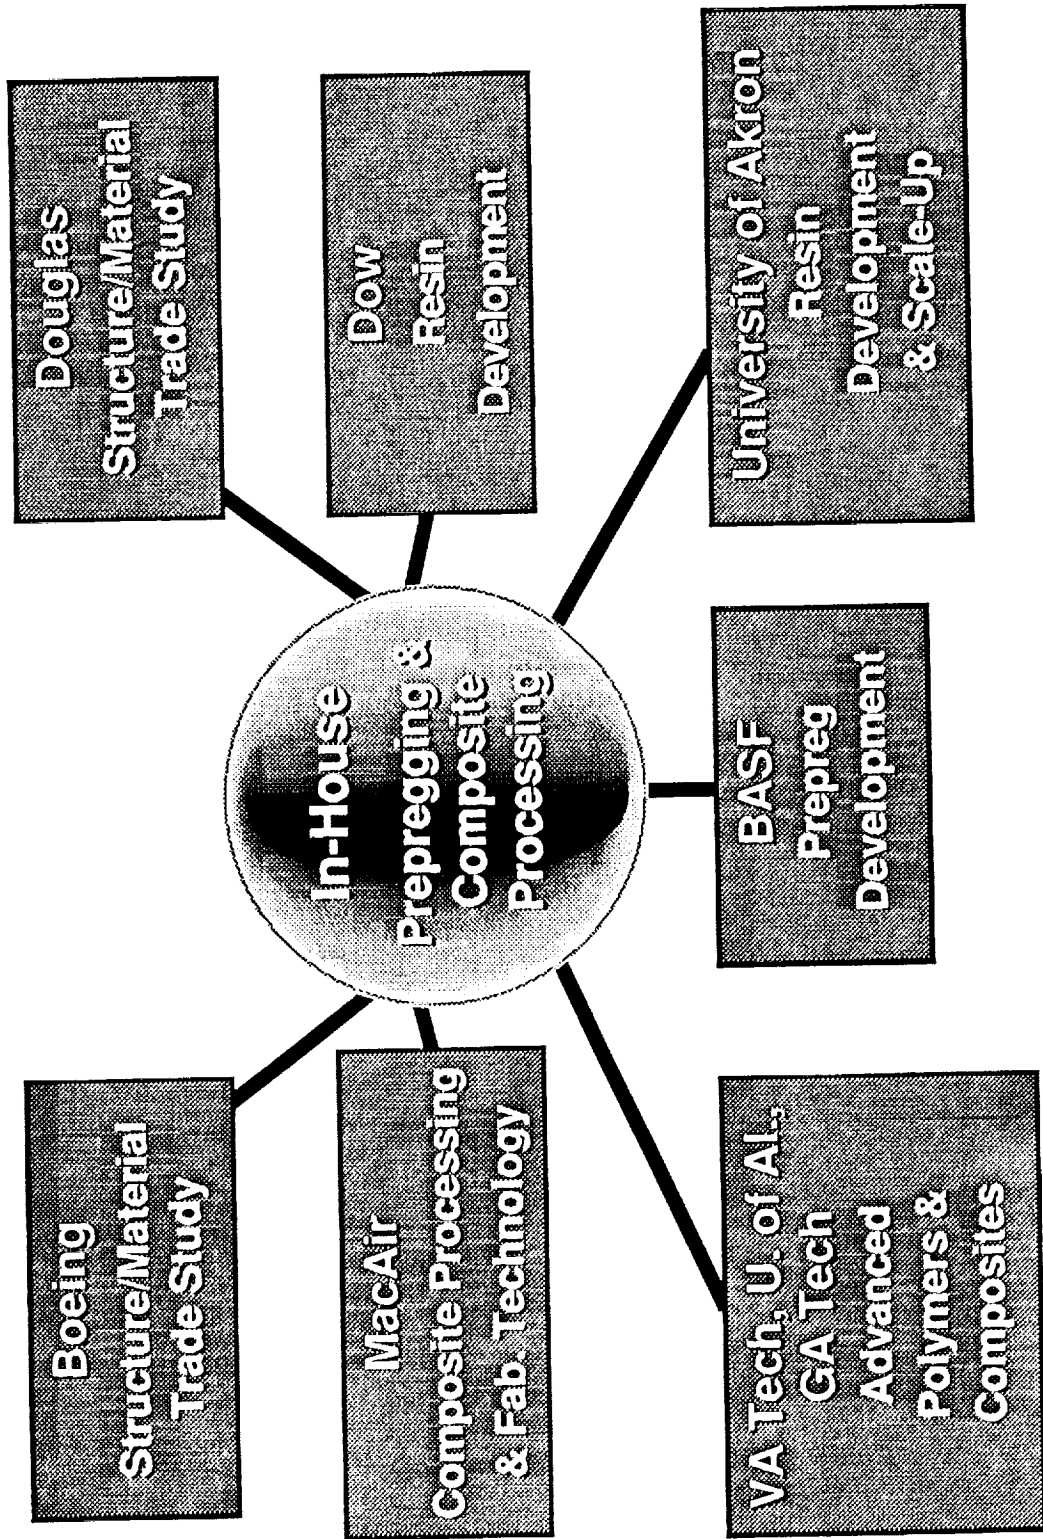 Boeing
Structure/Material
Trade Study
Douglas
Structure/Material
Trade Study
In-House
Prepregging &
Composite
Processing
MacAir
Composite Processing
& Fab. Technology
Dow
Resin
Development
VA Tech, U. of AL.,
GA Tech
Advanced
Polymers &
Composites
BASF
Prepreg
Development
University of Akron
Resin
Development
& Scale-Up